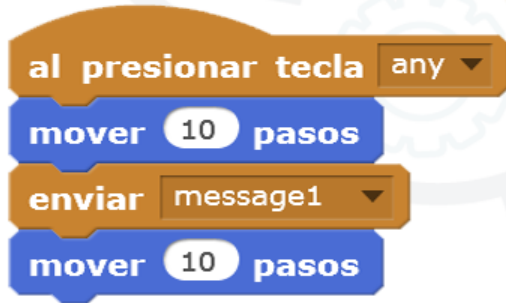 al presionar tecla any
mover 10 pasos
enviar message1
mover 10 pasos